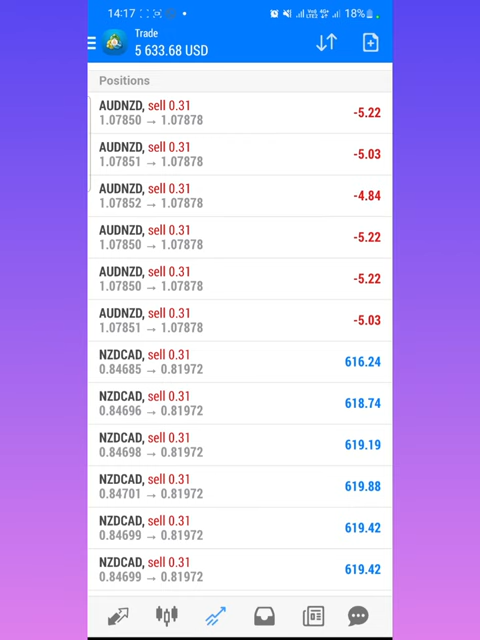 14:17
18%
Trade
5 633.68 USD
Positions
AUDNZD, sell 0.31
1.07850 → 1.07878
-5.22
AUDNZD, sell 0.31
1.07851 → 1.07878
-5.03
AUDNZD, sell 0.31
1.07852 → 1.07878
-4.84
AUDNZD, sell 0.31
1.07850 → 1.07878
-5.22
AUDNZD, sell 0.31
1.07850 → 1.07878
-5.22
AUDNZD, sell 0.31
1.07851 → 1.07878
-5.03
NZDCAD, sell 0.31
0.84685 → 0.81972
616.24
NZDCAD, sell 0.31
0.84696 → 0.81972
618.74
NZDCAD, sell 0.31
0.84698 → 0.81972
619.19
NZDCAD, sell 0.31
0.84701 → 0.81972
619.88
NZDCAD, sell 0.31
0.84699 → 0.81972
619.42
NZDCAD, sell 0.31
0.84699 → 0.81972
619.42